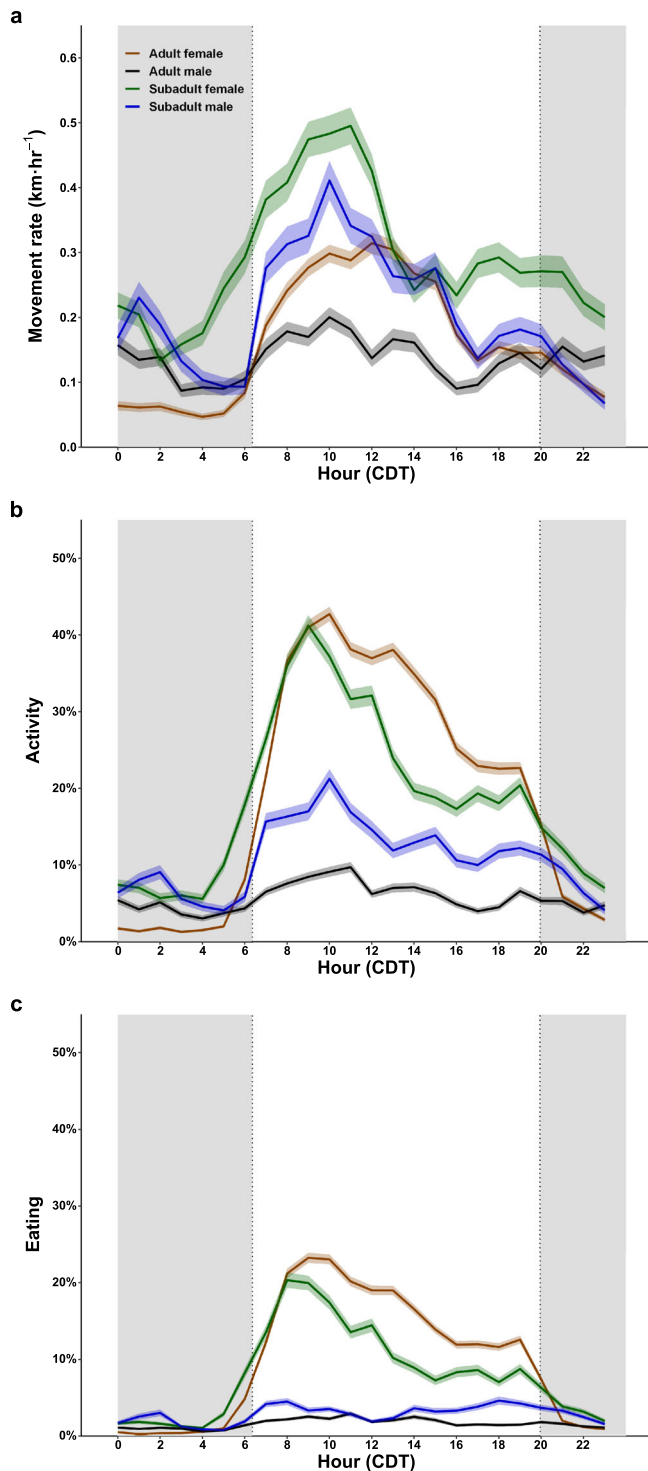 a
0.6
0.5
0.4
0.3
0.2
0.1
0.0
Movement rate (km·hr⁻¹)
Adult female
Adult male
Subadult female
Subadult male
0 2 4 6 8 10 12 14 16 18 20 22
Hour (CDT)
b
50%
40%
30%
20%
10%
0%
Activity
0 2 4 6 8 10 12 14 16 18 20 22
Hour (CDT)
c
50%
40%
30%
20%
10%
0%
Eating
0 2 4 6 8 10 12 14 16 18 20 22
Hour (CDT)